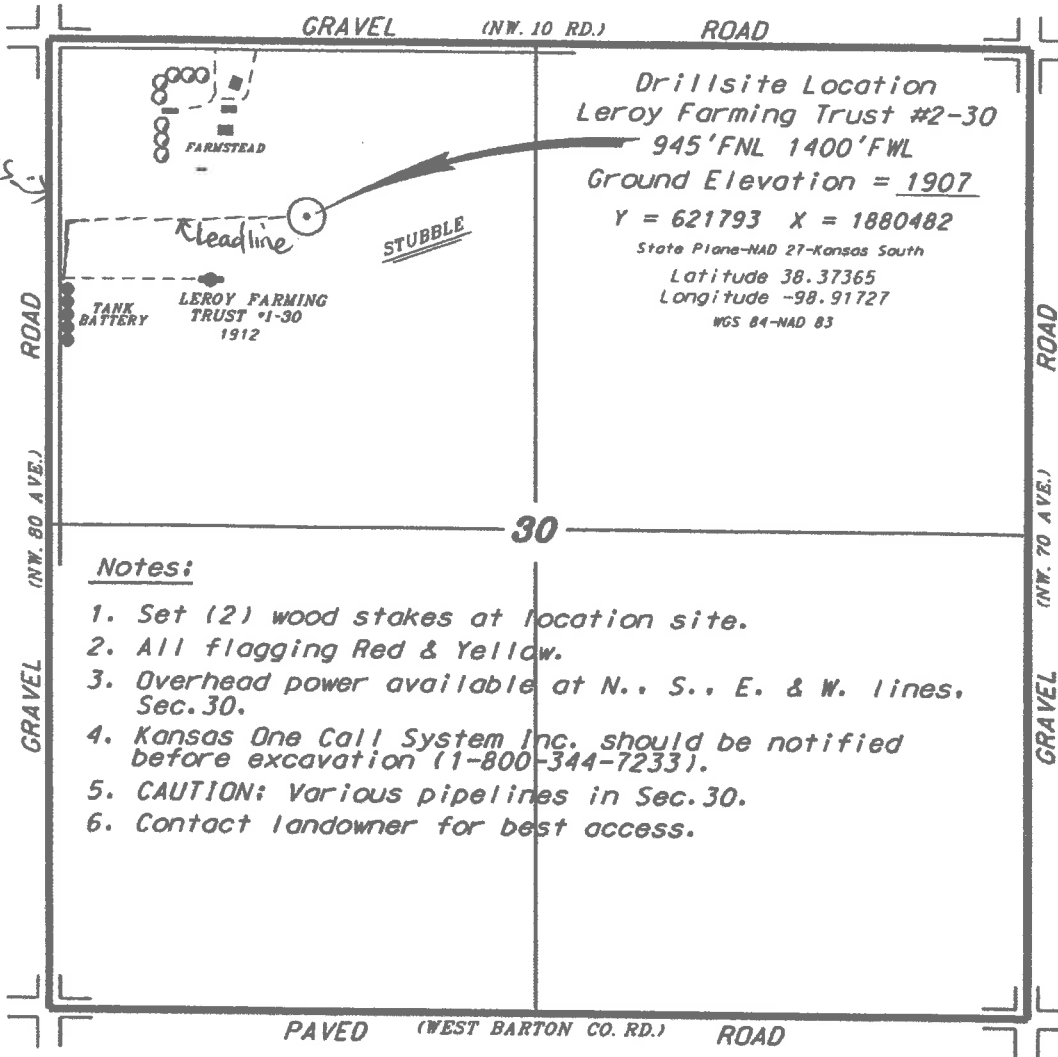 GRAVEL (NW. 10 RD.) ROAD
Drillsite Location
Leroy Farming Trust #2-30
945'FNL 1400'FWL
Ground Elevation = 1907
Y = 621793 X = 1880482
State Plane-NAD 27-Kansas South
Latitude 38.37365
Longitude -98.91727
WGS 84-NAD 83
FARMSTEAD
leadline
STUBBLE
TANK
BATTERY
LEROY FARMING
TRUST #1-30
1912
GRAVEL (NW. 80 AVE.) ROAD
GRAVEL (NW. 70 AVE.) ROAD
30
Notes:
1. Set (2) wood stakes at location site.
2. All flagging Red & Yellow.
3. Overhead power available at N., S., E. & W. lines,
Sec.30.
4. Kansas One Call System Inc. should be notified
before excavation (1-800-344-7233).
5. CAUTION: Various pipelines in Sec.30.
6. Contact landowner for best access.
PAVED (WEST BARTON CO. RD.) ROAD